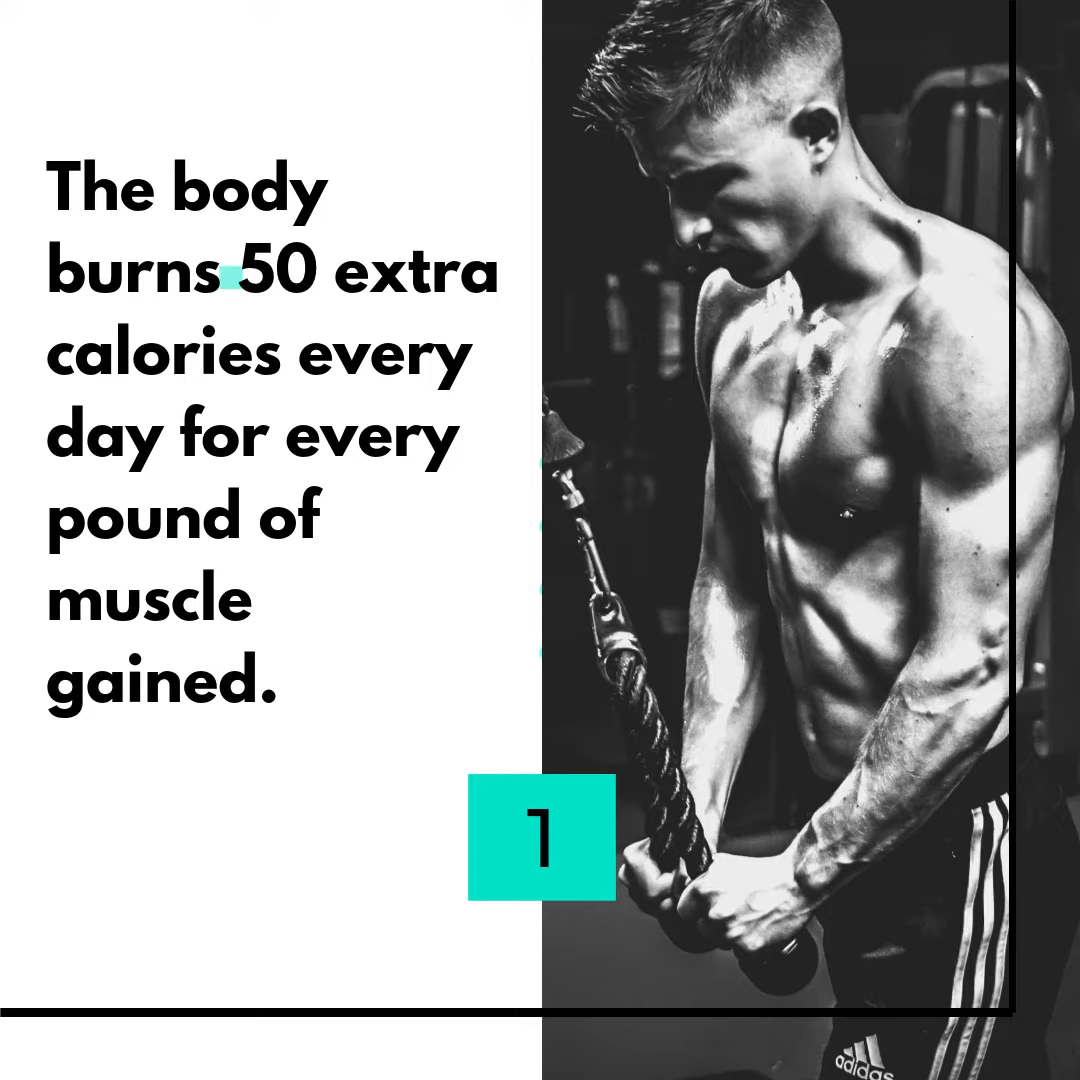 The body
burns 50 extra
calories every
day for every
pound of
muscle
gained.
1
adidas